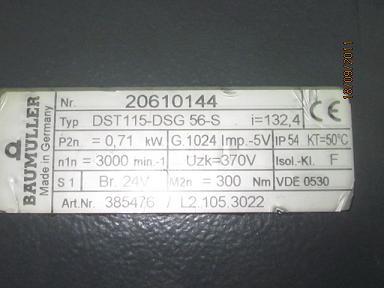 BAUMÜLLER
Made in Germany
Nr. 20610144
Typ DST115-DSG 56-S i=132,4 CE
P2n = 0,71 kW G.1024 Imp.-5V IP 54 KT=50°C
n1n = 3000 min.-1 Uzk=370V Isol.-Kl. F
S 1 Br. 24V M2n = 300 Nm VDE 0530
Art.Nr. 385476 / L2.105.3022
18/09/2011